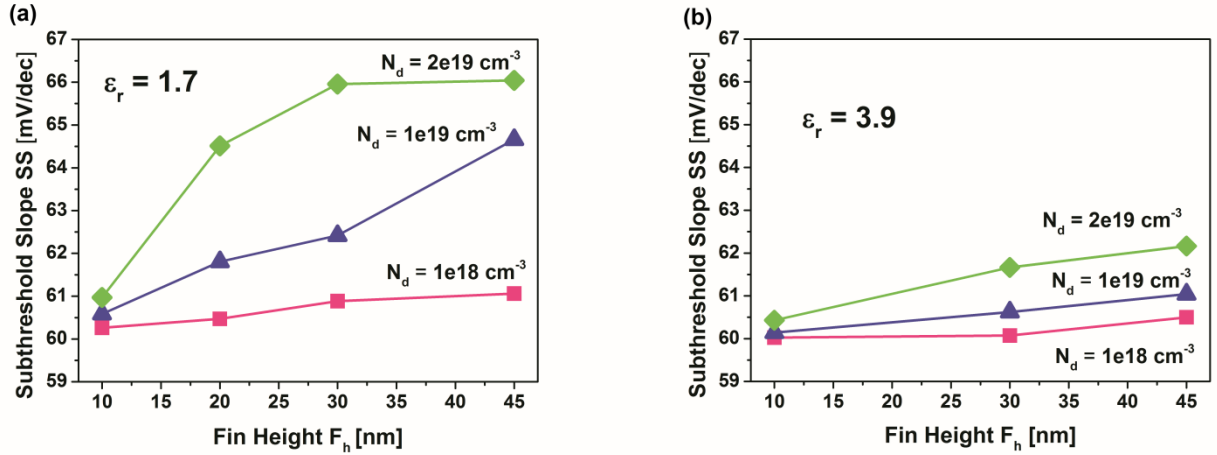 (a)
Subthreshold Slope SS [mV/dec]
67
66
65
64
63
62
61
60
59
εr = 1.7
Nd = 2e19 cm-3
Nd = 1e19 cm-3
Nd = 1e18 cm-3
10 15 20 25 30 35 40 45
Fin Height Fh [nm]
(b)
Subthreshold Slope SS [mV/dec]
67
66
65
64
63
62
61
60
59
εr = 3.9
Nd = 2e19 cm-3
Nd = 1e19 cm-3
Nd = 1e18 cm-3
10 15 20 25 30 35 40 45
Fin Height Fh [nm]